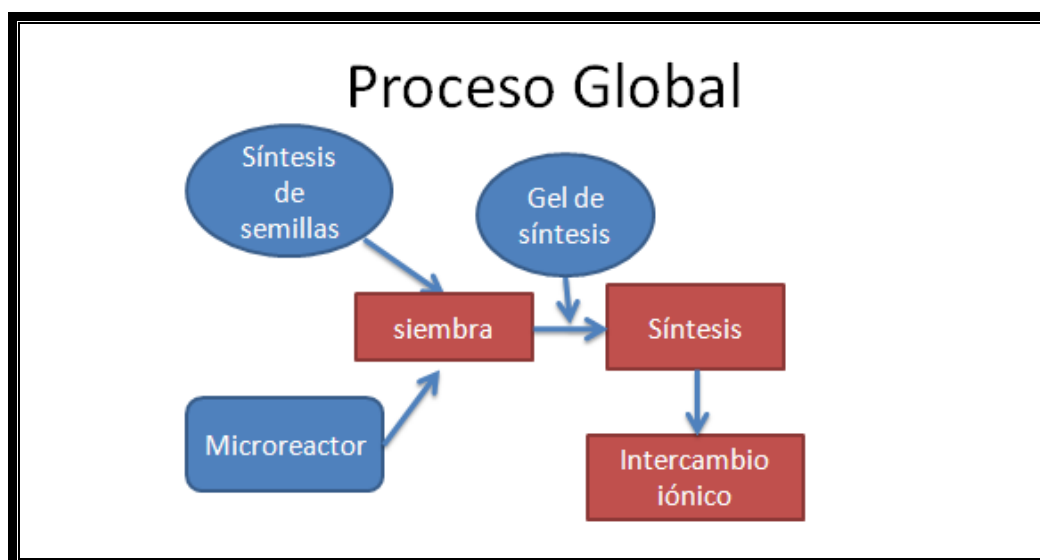 Proceso Global
Síntesis
de
semillas
Gel de
síntesis
siembra
Síntesis
Microreactor
Intercambio
iónico